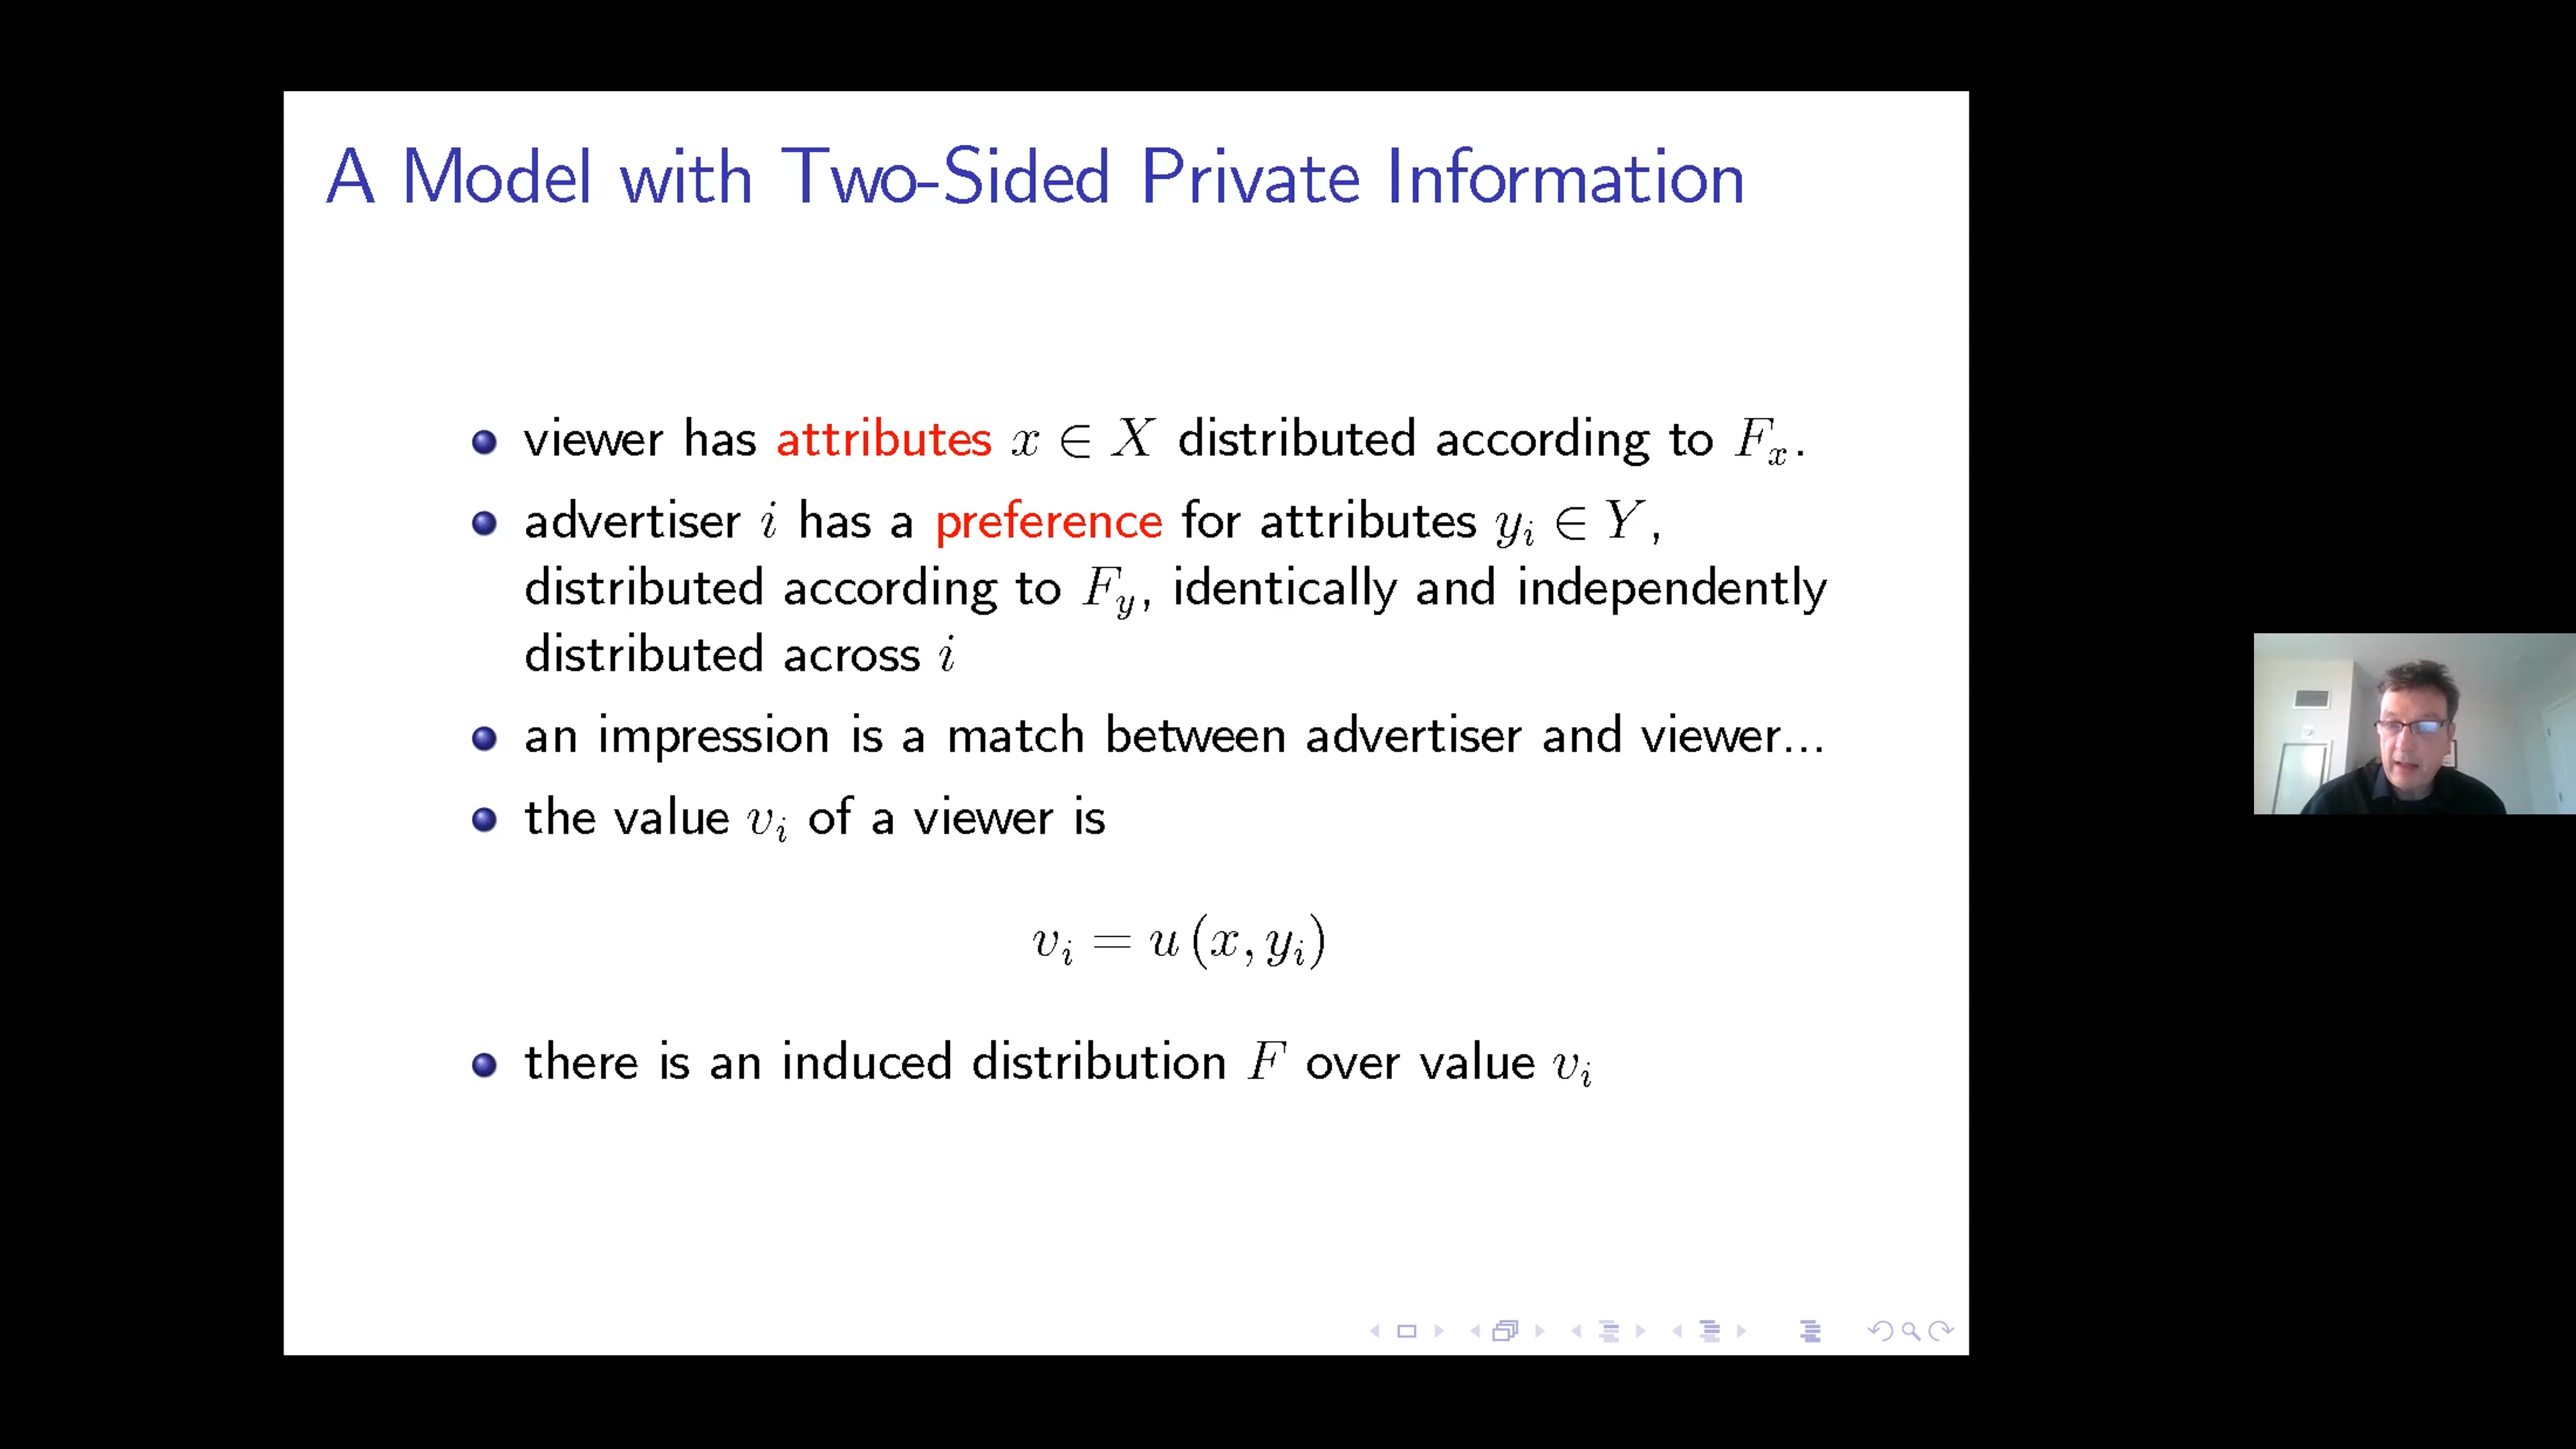 A Model with Two-Sided Private Information
viewer has attributes x ∈ X distributed according to F_x.
advertiser i has a preference for attributes y_i ∈ Y,
distributed according to F_y, identically and independently
distributed across i
an impression is a match between advertiser and viewer...
the value v_i of a viewer is
v_i = u (x, y_i)
there is an induced distribution F over value v_i